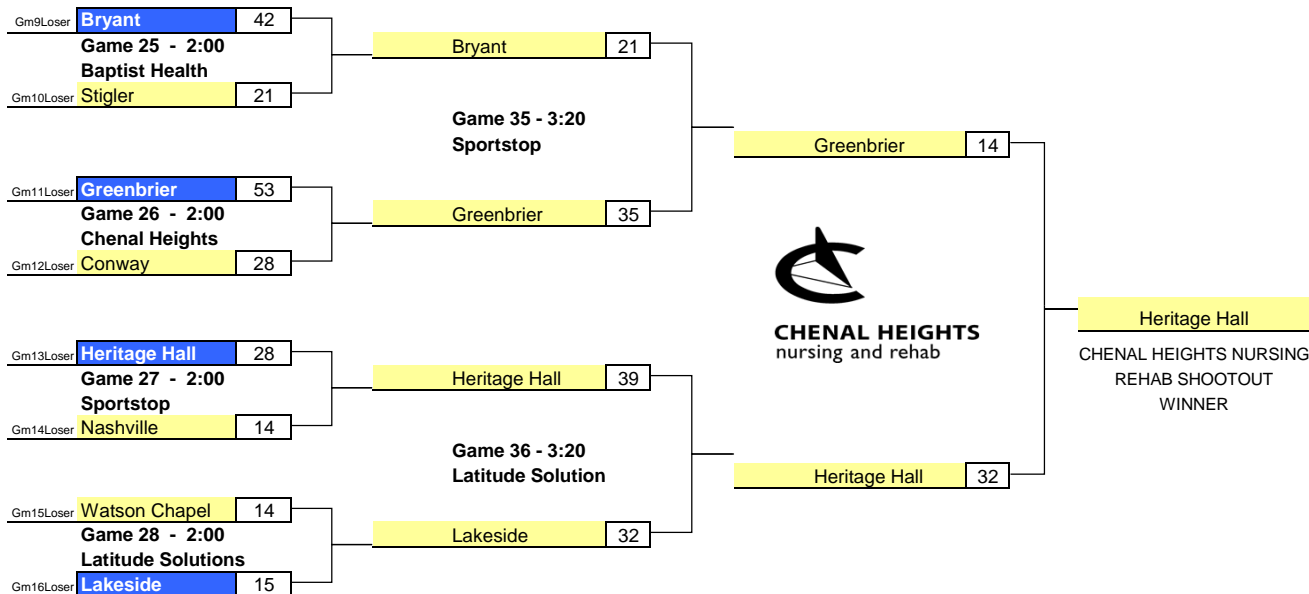 Gm9Loser Bryant 42
Game 25 - 2:00
Baptist Health
Gm10Loser Stigler 21
Gm11Loser Greenbrier 53
Game 26 - 2:00
Chenal Heights
Gm12Loser Conway 28
Gm13Loser Heritage Hall 28
Game 27 - 2:00
Sportstop
Gm14Loser Nashville 14
Gm15Loser Watson Chapel 14
Game 28 - 2:00
Latitude Solutions
Gm16Loser Lakeside 15
Bryant 21
Game 35 - 3:20
Sportstop
Greenbrier 35
Heritage Hall 39
Game 36 - 3:20
Latitude Solution
Lakeside 32
Greenbrier 14
CHENAL HEIGHTS
nursing and rehab
Heritage Hall 32
Heritage Hall
CHENAL HEIGHTS NURSING
REHAB SHOOTOUT
WINNER